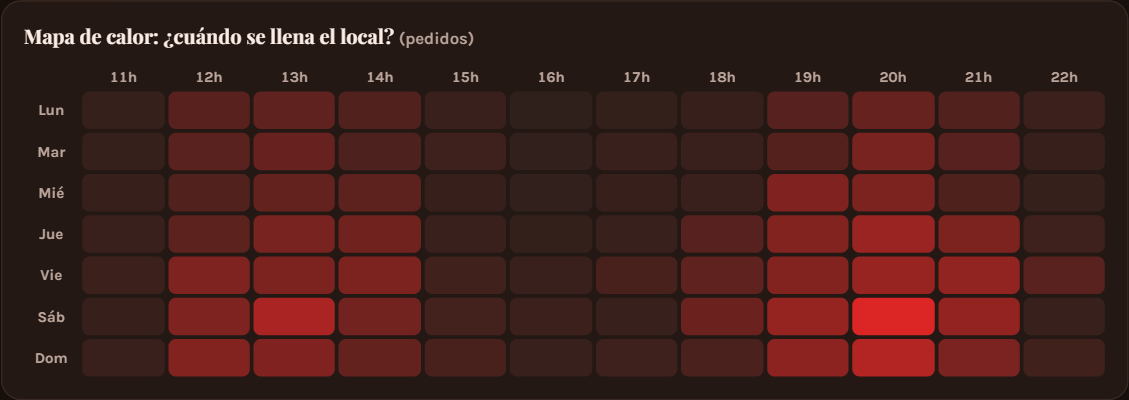 Mapa de calor: ¿cuándo se llena el local? (pedidos)
11h 12h 13h 14h 15h 16h 17h 18h 19h 20h 21h 22h
Lun
Mar
Mié
Jue
Vie
Sáb
Dom